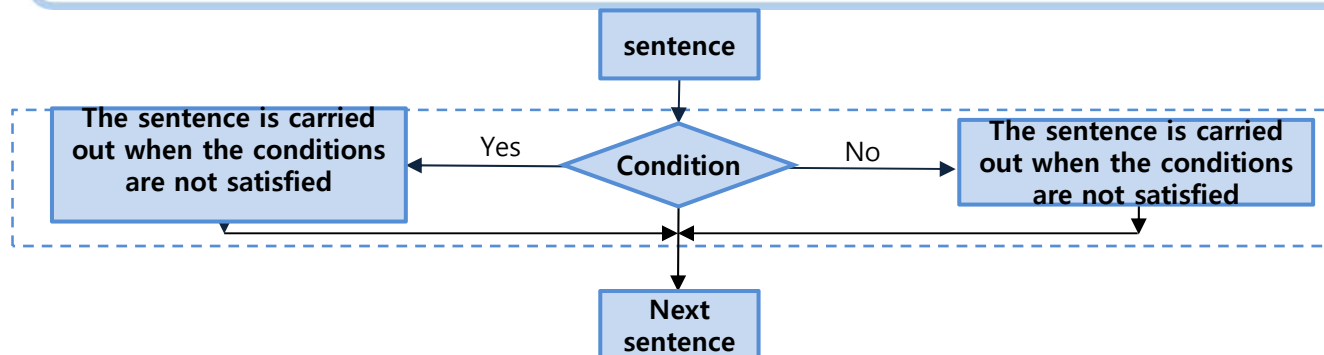 sentence
The sentence is carried
out when the conditions
are not satisfied
Yes
Condition
No
The sentence is carried
out when the conditions
are not satisfied
Next
sentence